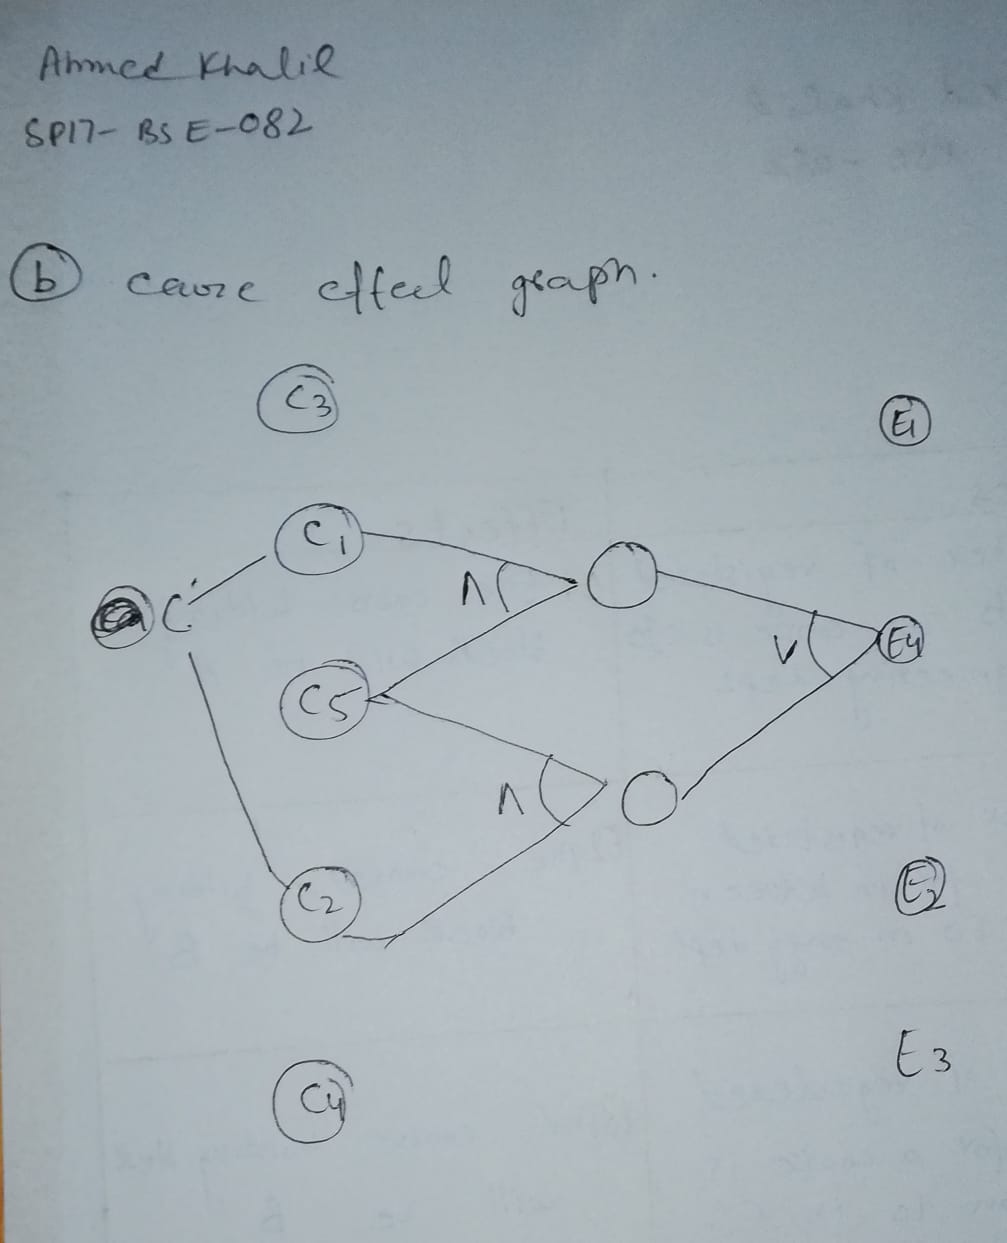 Ahmed Khalil
SP17- BSE-082
b cause effect graph.
C3
E1
C1
Λ
C
V
E4
C5
Λ
C2
E2
E3
C4